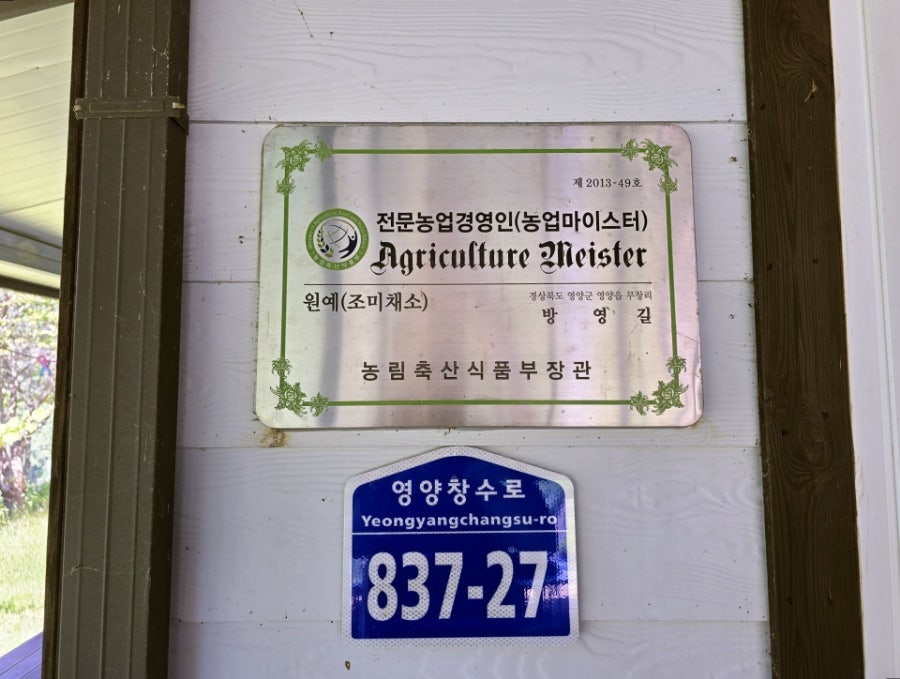 제 2013-49호
전문농업경영인(농업마이스터)
Agriculture Meister
원예(조미채소)
경상북도 영양군 영양읍 무창리
방 영 길
농림축산식품부장관
영양창수로
Yeongyangchangsu-ro
837-27